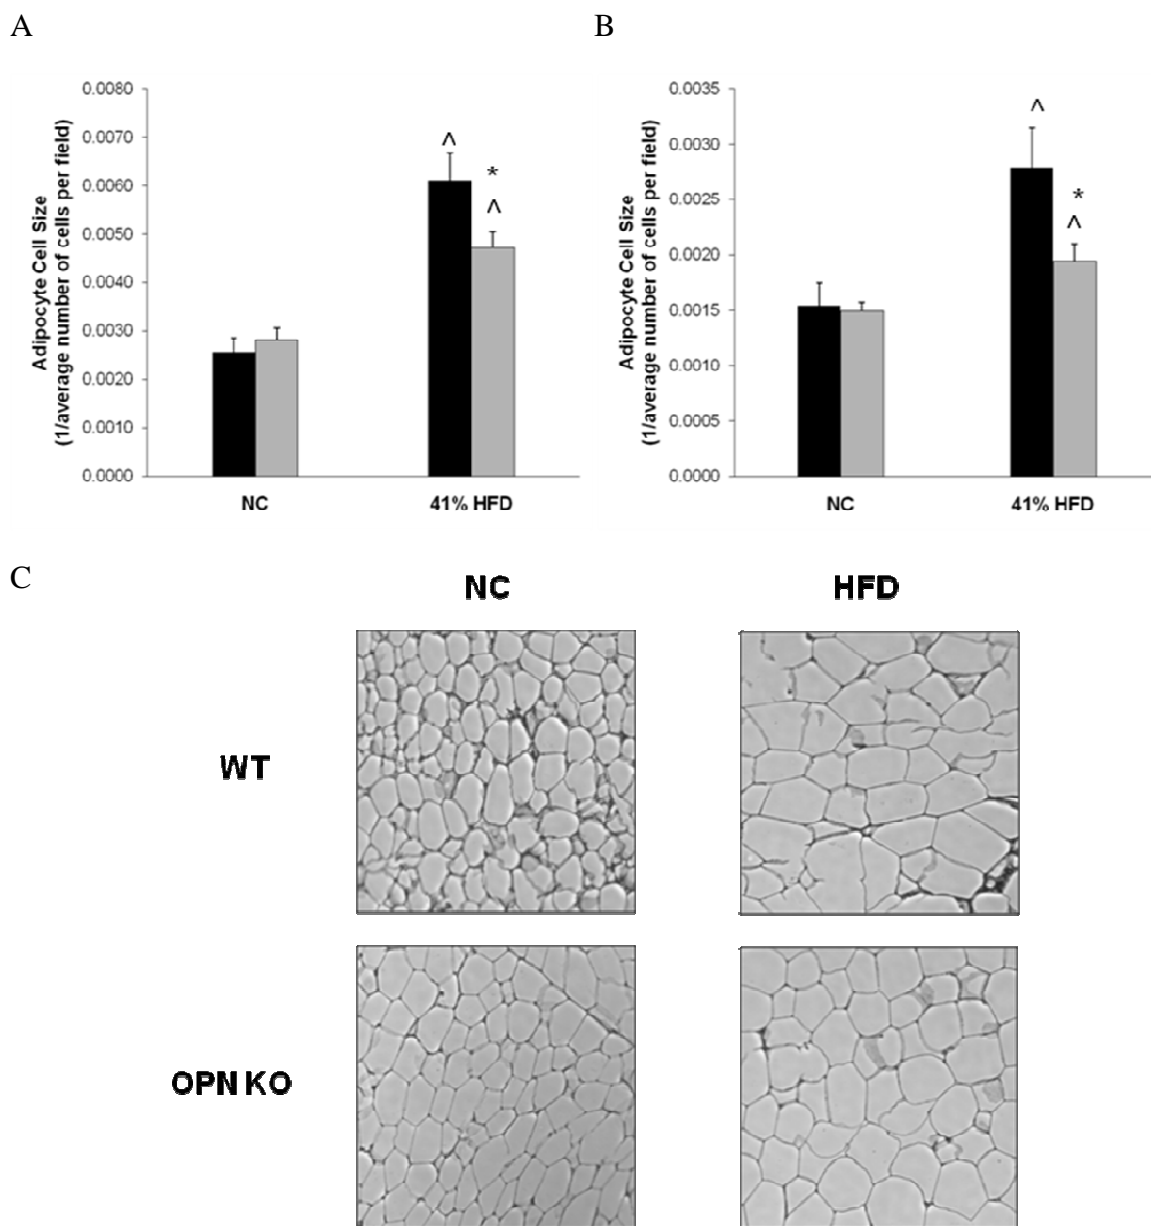 A
B
Adipocyte Cell Size
(1/average number of cells per field)
0.0080
0.0070
0.0060
0.0050
0.0040
0.0030
0.0020
0.0010
0.0000
^
*
^
NC
41% HFD
Adipocyte Cell Size
(1/average number of cells per field)
0.0035
0.0030
0.0025
0.0020
0.0015
0.0010
0.0005
0.0000
^
*
^
NC
41% HFD
C
NC
HFD
WT
OPN KO